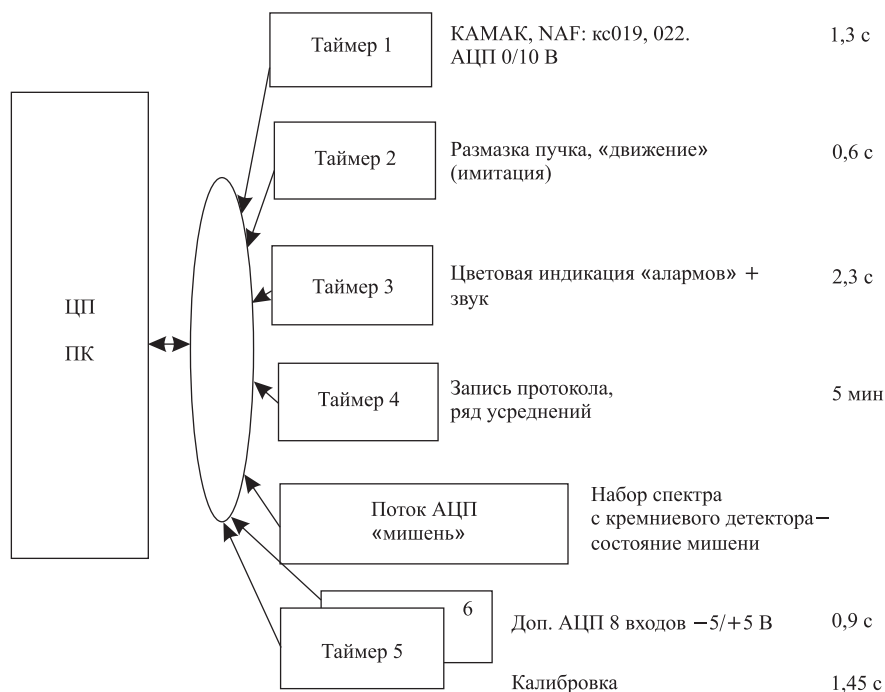 Таймер 1
КАМАК, NAF: кс019, 022.
АЦП 0/10 В
1,3 с
Таймер 2
Размазка пучка, «движение»
(имитация)
0,6 с
Таймер 3
Цветовая индикация «алармов» +
звук
2,3 с
ЦП
ПК
Таймер 4
Запись протокола,
ряд усреднений
5 мин
Поток АЦП
«мишень»
Набор спектра
с кремниевого детектора−
состояние мишени
6
Таймер 5
Доп. АЦП 8 входов −5/+5 В
0,9 с
Калибровка
1,45 с